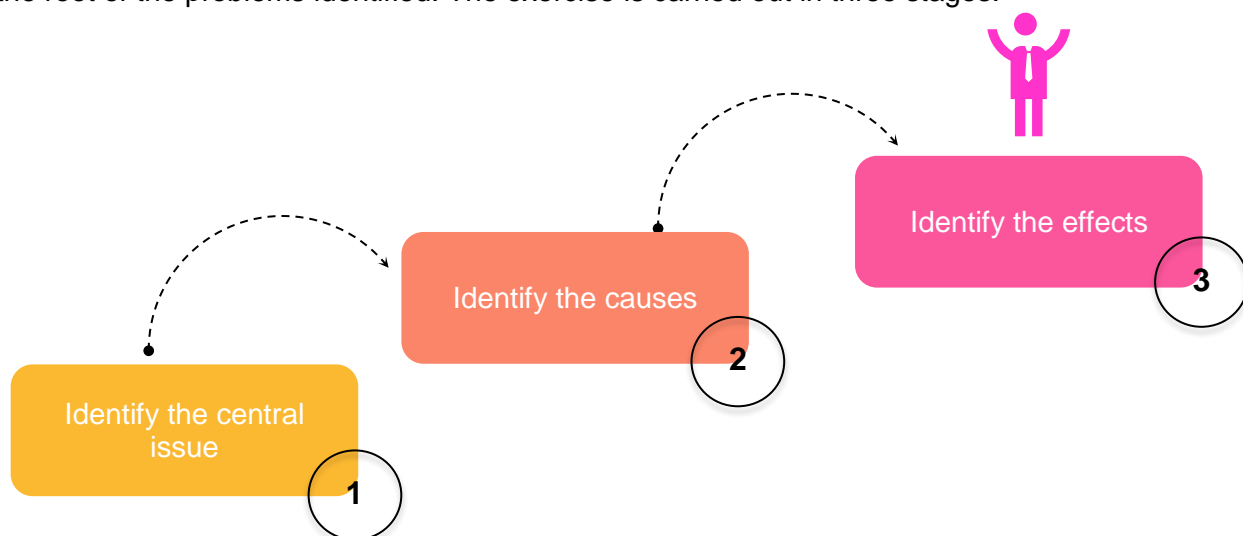 the rest of the problems identified. The exercise is carried out in three stages:
Identify the effects
3
Identify the causes
2
Identify the central
issue
1